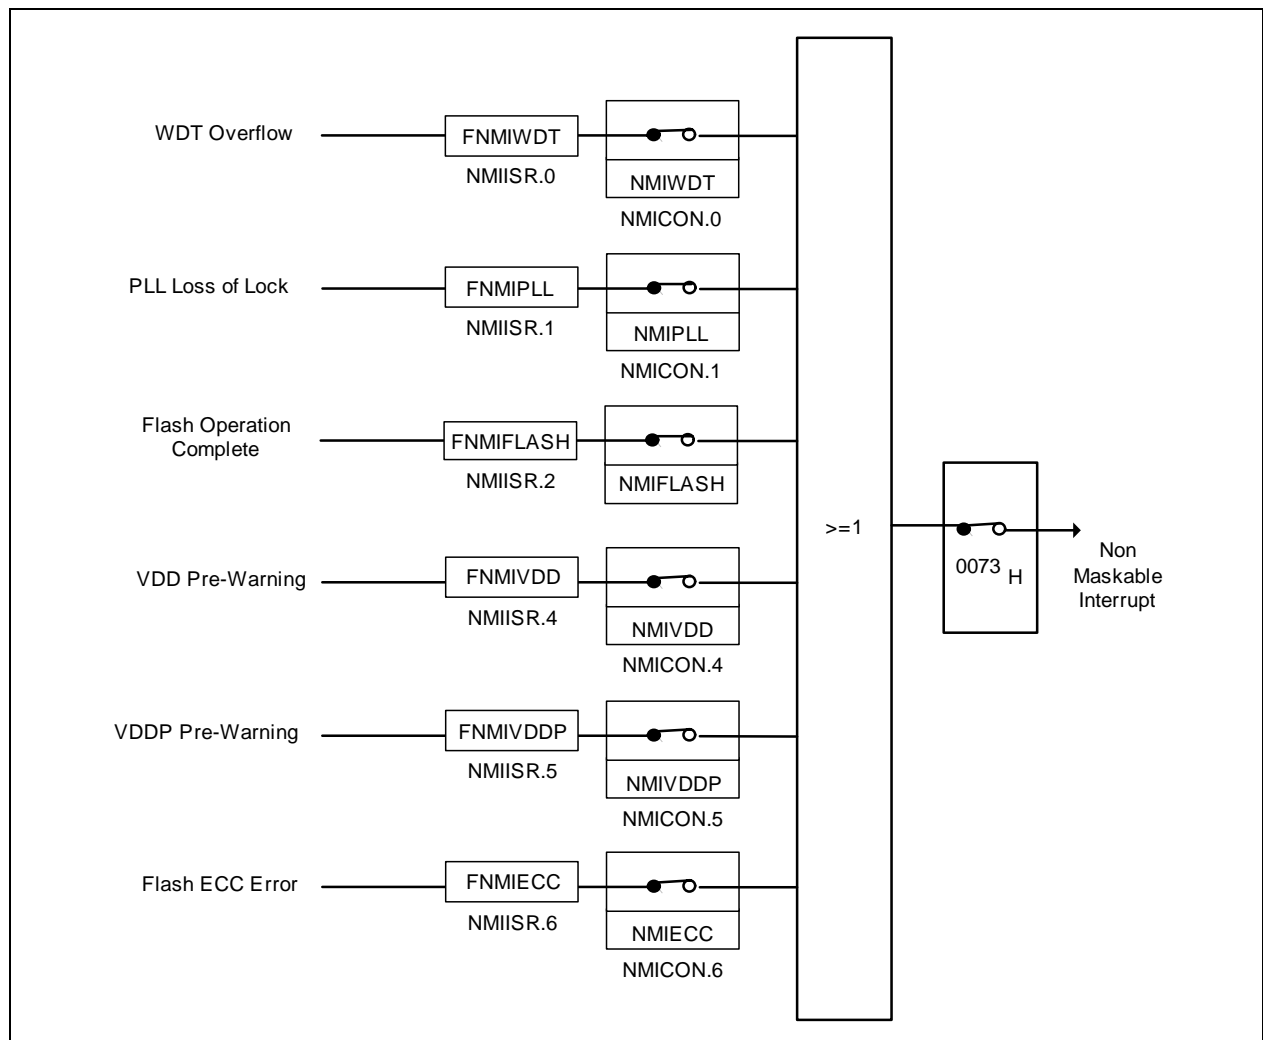 WDT Overflow
FNMIWDT
NMIISR.0
NMIWDT
NMICON.0
PLL Loss of Lock
FNMIPLL
NMIISR.1
NMIPLL
NMICON.1
Flash Operation
Complete
FNMIFLASH
NMIISR.2
NMIFLASH
>=1
0073 H
Non
Maskable
Interrupt
VDD Pre-Warning
FNMIVDD
NMIISR.4
NMIVDD
NMICON.4
VDDP Pre-Warning
FNMIVDDP
NMIISR.5
NMIVDDP
NMICON.5
Flash ECC Error
FNMIECC
NMIISR.6
NMIECC
NMICON.6